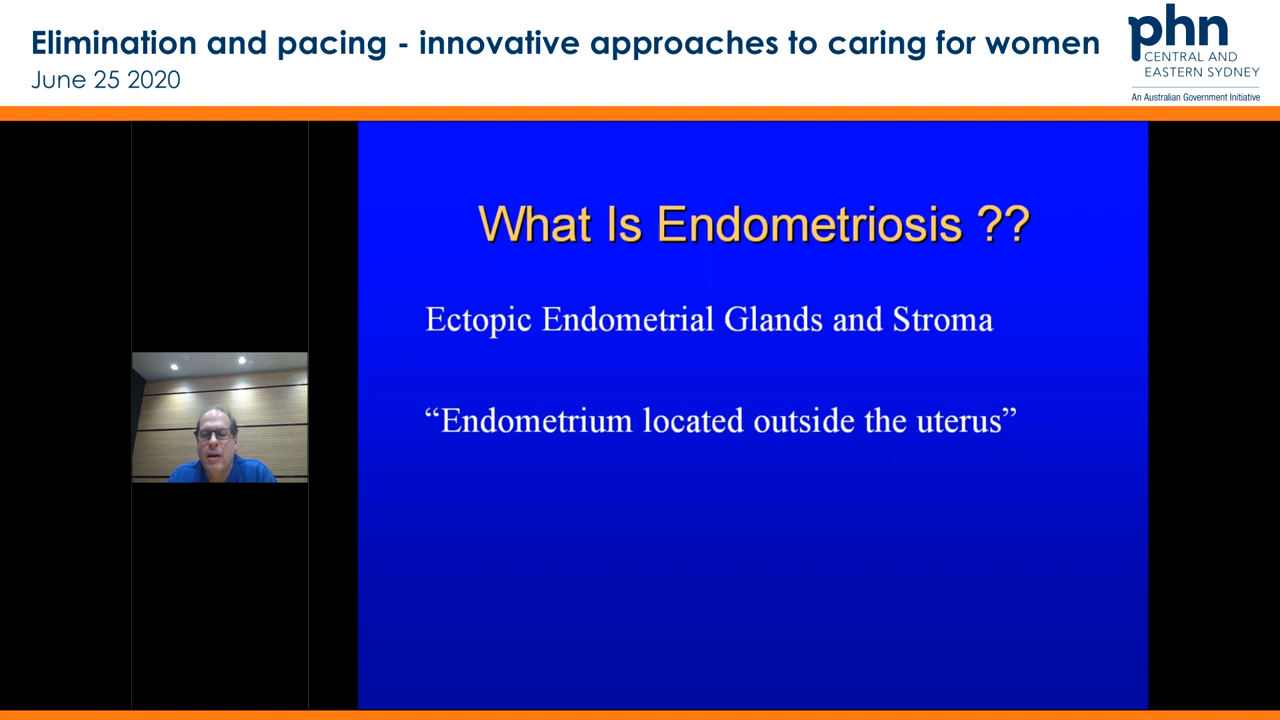 Elimination and pacing - innovative approaches to caring for women
June 25 2020
phn
CENTRAL AND
EASTERN SYDNEY
An Australian Government Initiative
What Is Endometriosis ??
Ectopic Endometrial Glands and Stroma
“Endometrium located outside the uterus”